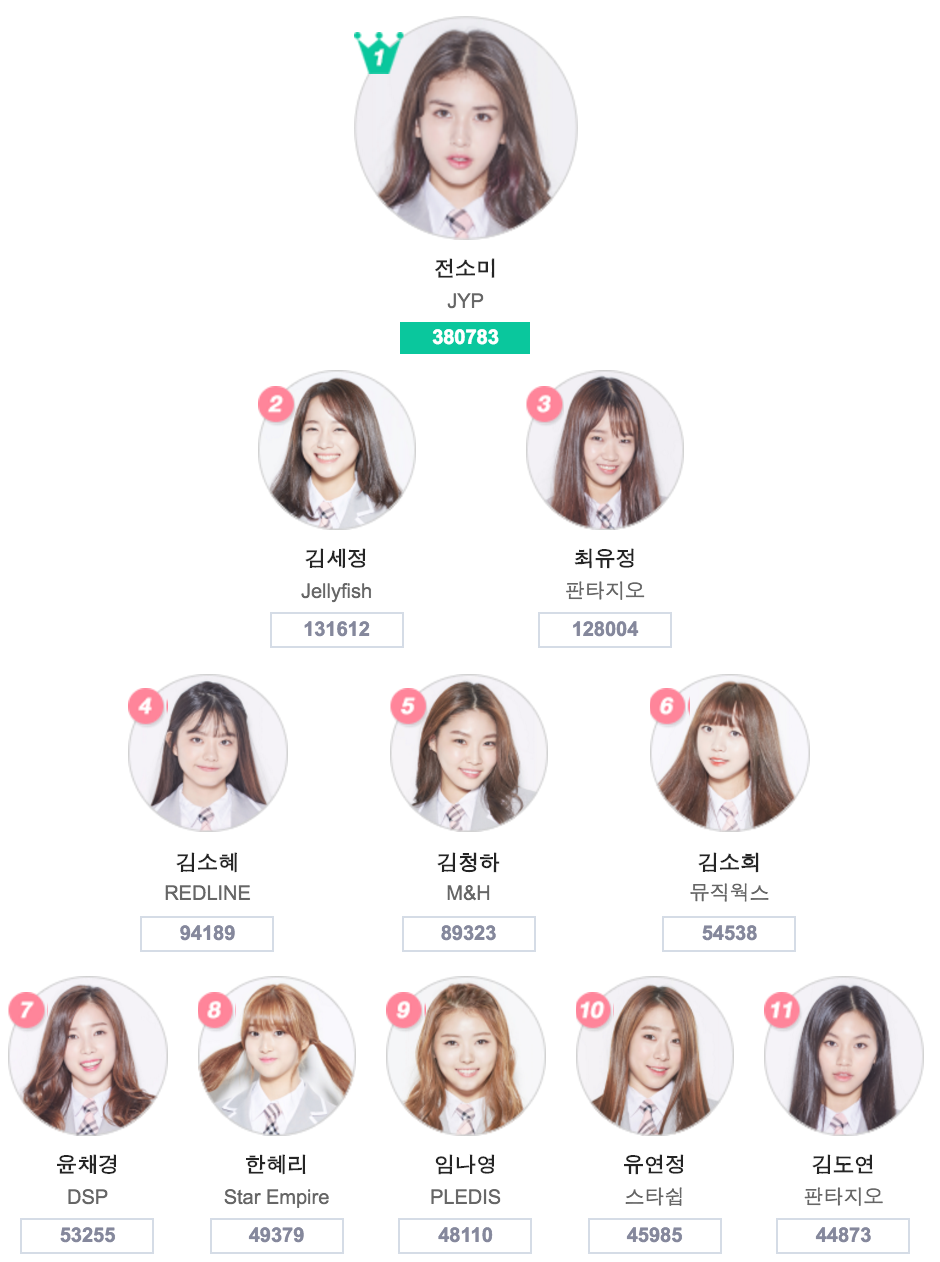 1
전소미
JYP
380783
2
김세정
Jellyfish
131612
3
최유정
판타지오
128004
4
김소혜
REDLINE
94189
5
김청하
M&H
89323
6
김소희
뮤직웍스
54538
7
윤채경
DSP
53255
8
한혜리
Star Empire
49379
9
임나영
PLEDIS
48110
10
유연정
스타쉽
45985
11
김도연
판타지오
44873